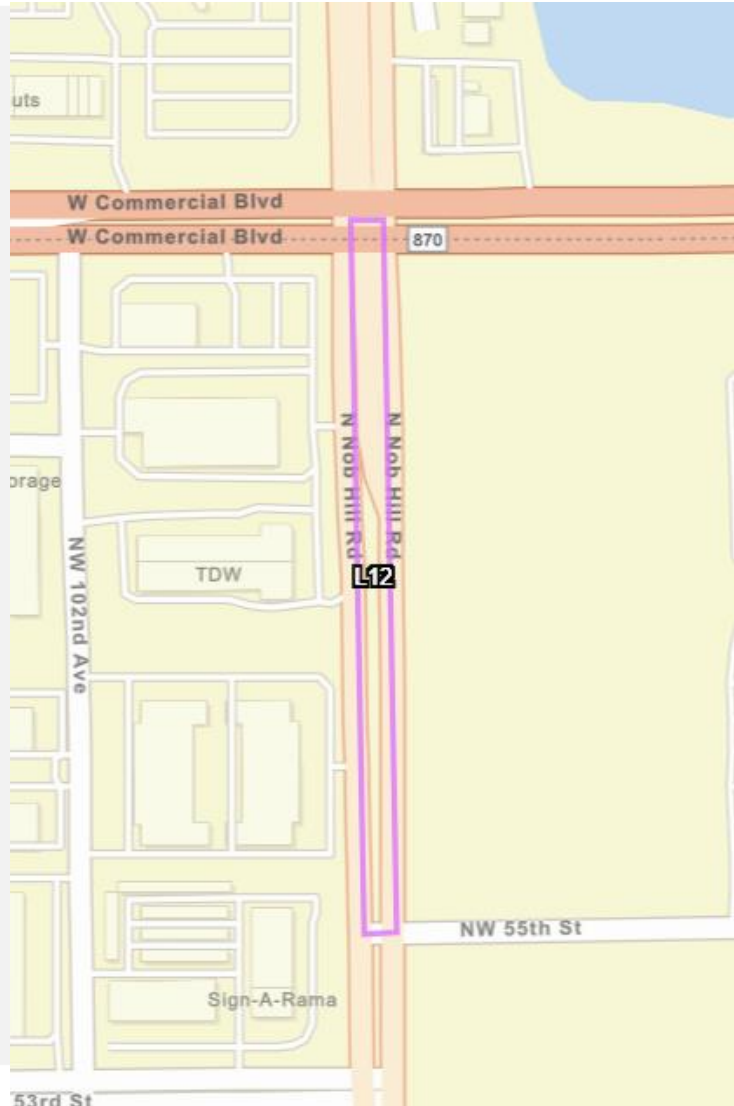 uts
W Commercial Blvd
W Commercial Blvd
870
N Nob Hill Rd
N Nob Hill Rd
orage
NW 102nd Ave
TDW
L12
NW 55th St
Sign-A-Rama
53rd St